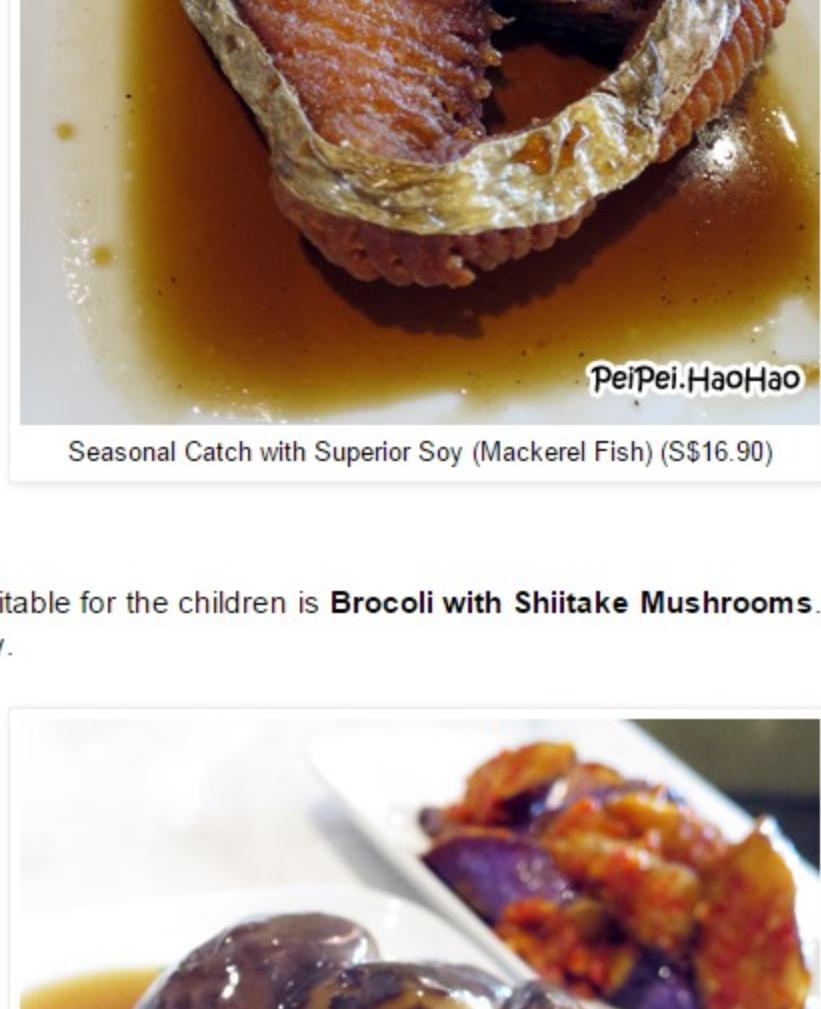 PeiPei.HaoHao
Seasonal Catch with Superior Soy (Mackerel Fish) (S$16.90)
for the children is Brocoli with Shiitake Mushrooms.